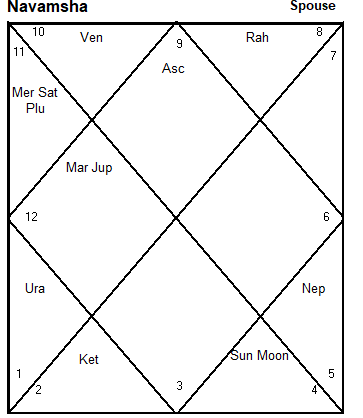 Navamsha Spouse
10 Ven 9 Rah 8
11 Asc 7
Mer Sat
Plu
Mar Jup
12 6
Ura Nep
Ket Sun Moon
1 2 3 4 5